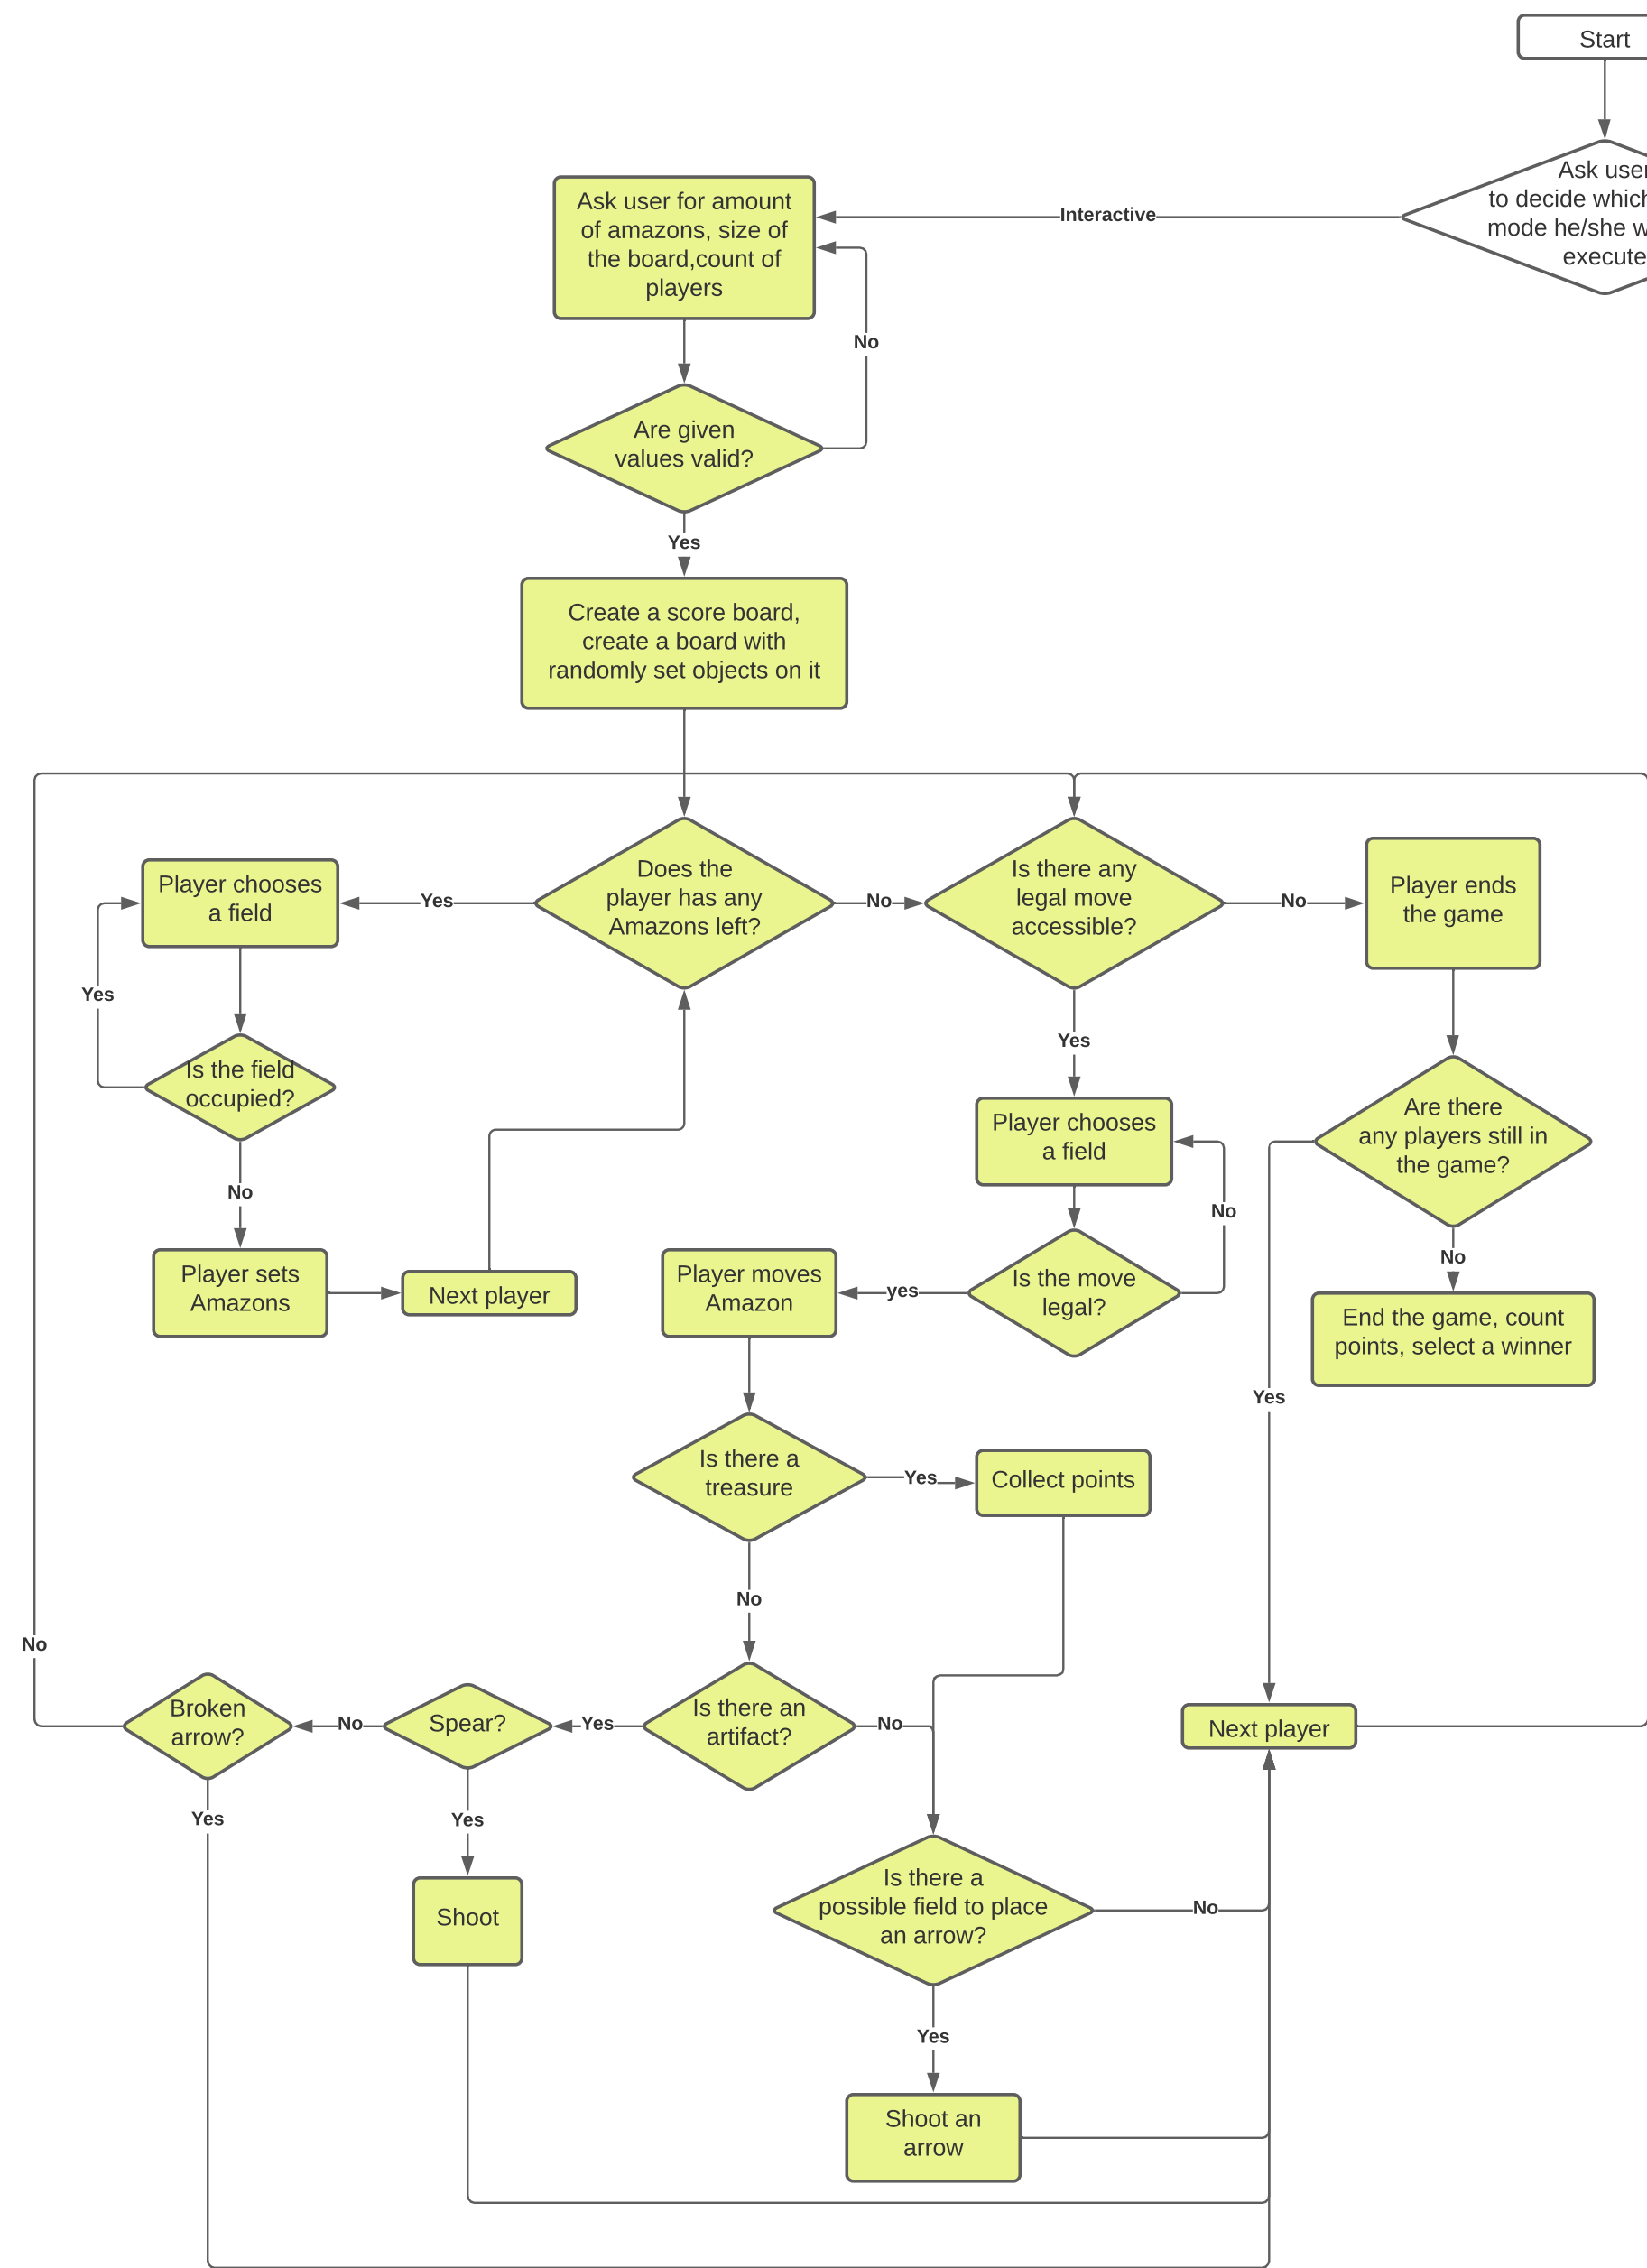 Start
Ask user
to decide which
mode he/she w
execute
Interactive
Ask user for amount
of amazons, size of
the board,count of
players
No
Are given
values valid?
Yes
Create a score board,
create a board with
randomly set objects on it
Player chooses
a field
Yes
Does the
player has any
Amazons left?
No
Is there any
legal move
accessible?
No
Player ends
the game
Yes
Is the field
occupied?
Yes
Player chooses
a field
Are there
any players still in
the game?
No
No
No
Player sets
Amazons
Next player
Player moves
Amazon
yes
Is the move
legal?
End the game, count
points, select a winner
Yes
Is there a
treasure
Yes
Collect points
No
No
Broken
arrow?
No
Spear?
Yes
Is there an
artifact?
No
Next player
Yes
Yes
Shoot
Is there a
possible field to place
an arrow?
No
Yes
Shoot an
arrow